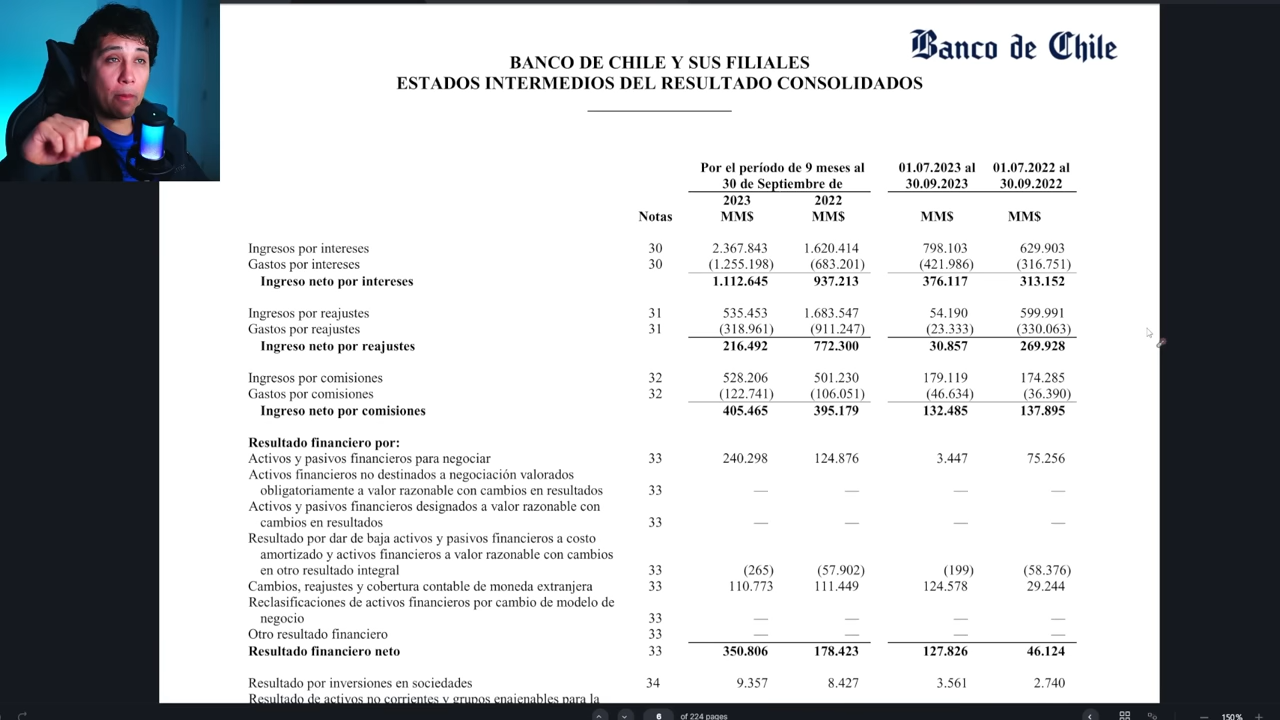 Banco de Chile
BANCO DE CHILE Y SUS FILIALES
ESTADOS INTERMEDIOS DEL RESULTADO CONSOLIDADOS
Por el período de 9 meses al 01.07.2023 al 01.07.2022 al
30 de Septiembre de 30.09.2023 30.09.2022
2023 2022
Notas MM$ MM$ MM$ MM$
Ingresos por intereses 30 2.367.843 1.620.414 798.103 629.903
Gastos por intereses 30 (1.255.198) (683.201) (421.986) (316.751)
Ingreso neto por intereses 1.112.645 937.213 376.117 313.152
Ingresos por reajustes 31 535.453 1.683.547 54.190 599.991
Gastos por reajustes 31 (318.961) (911.247) (23.333) (330.063)
Ingreso neto por reajustes 216.492 772.300 30.857 269.928
Ingresos por comisiones 32 528.206 501.230 179.119 174.285
Gastos por comisiones 32 (122.741) (106.051) (46.634) (36.390)
Ingreso neto por comisiones 405.465 395.179 132.485 137.895
Resultado financiero por:
Activos y pasivos financieros para negociar 33 240.298 124.876 3.447 75.256
Activos financieros no destinados a negociación valorados
obligatoriamente a valor razonable con cambios en resultados 33 — — — —
Activos y pasivos financieros designados a valor razonable con
cambios en resultados 33 — — — —
Resultado por dar de baja activos y pasivos financieros a costo
amortizado y activos financieros a valor razonable con cambios
en otro resultado integral 33 (265) (57.902) (199) (58.376)
Cambios, reajustes y cobertura contable de moneda extranjera 33 110.773 111.449 124.578 29.244
Reclasificaciones de activos financieros por cambio de modelo de
negocio 33 — — — —
Otro resultado financiero 33 — — — —
Resultado financiero neto 33 350.806 178.423 127.826 46.124
Resultado por inversiones en sociedades 34 9.357 8.427 3.561 2.740
Resultado de activos no corrientes y grupos enajenables para la
6 of 224 pages 150%